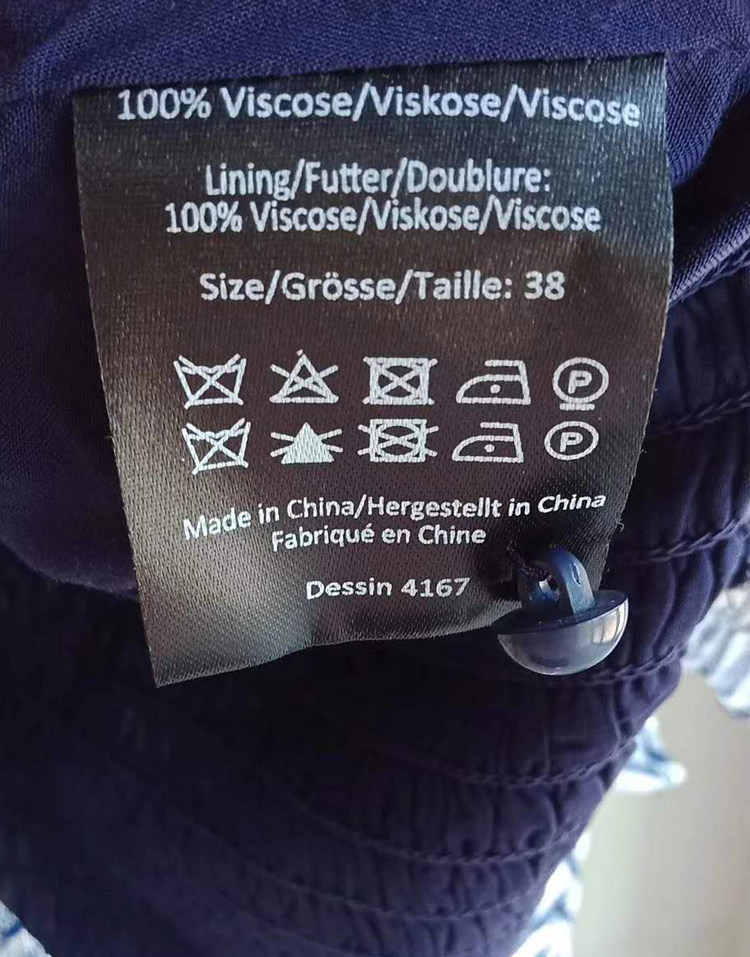 100% Viscose/Viskose/Viscose
Lining/Futter/Doublure:
100% Viscose/Viskose/Viscose
Size/Grösse/Taille: 38
P
P
Made in China/Hergestellt in China
Fabriqué en Chine
Dessin 4167